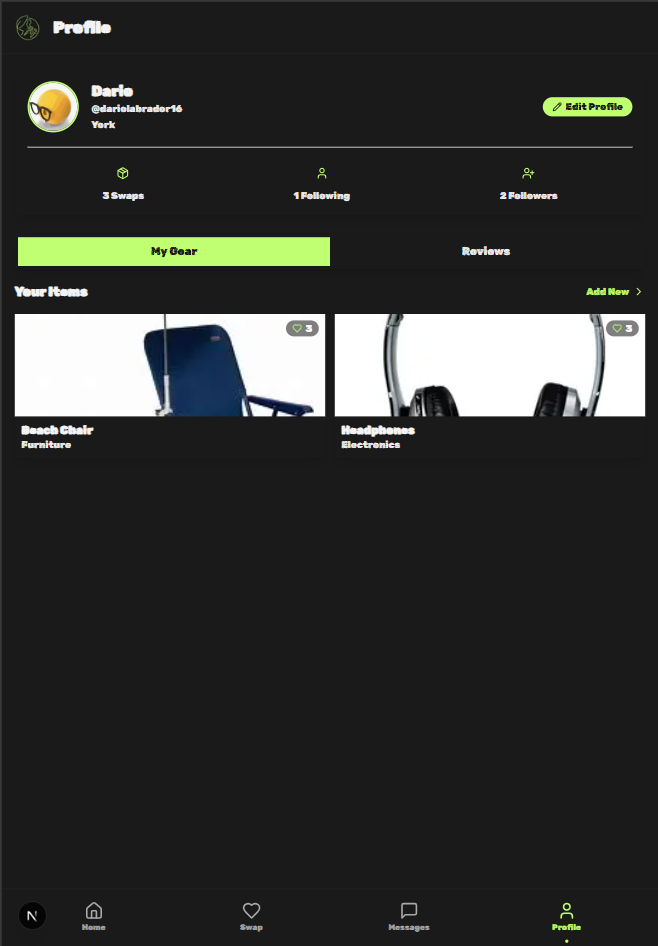 Profile
Dario
@dariolabrador16
York
Edit Profile
3 Swaps
1 Following
2 Followers
My Gear
Reviews
Your Items
Add New
3
3
Beach Chair
Furniture
Headphones
Electronics
N
Home
Swap
Messages
Profile